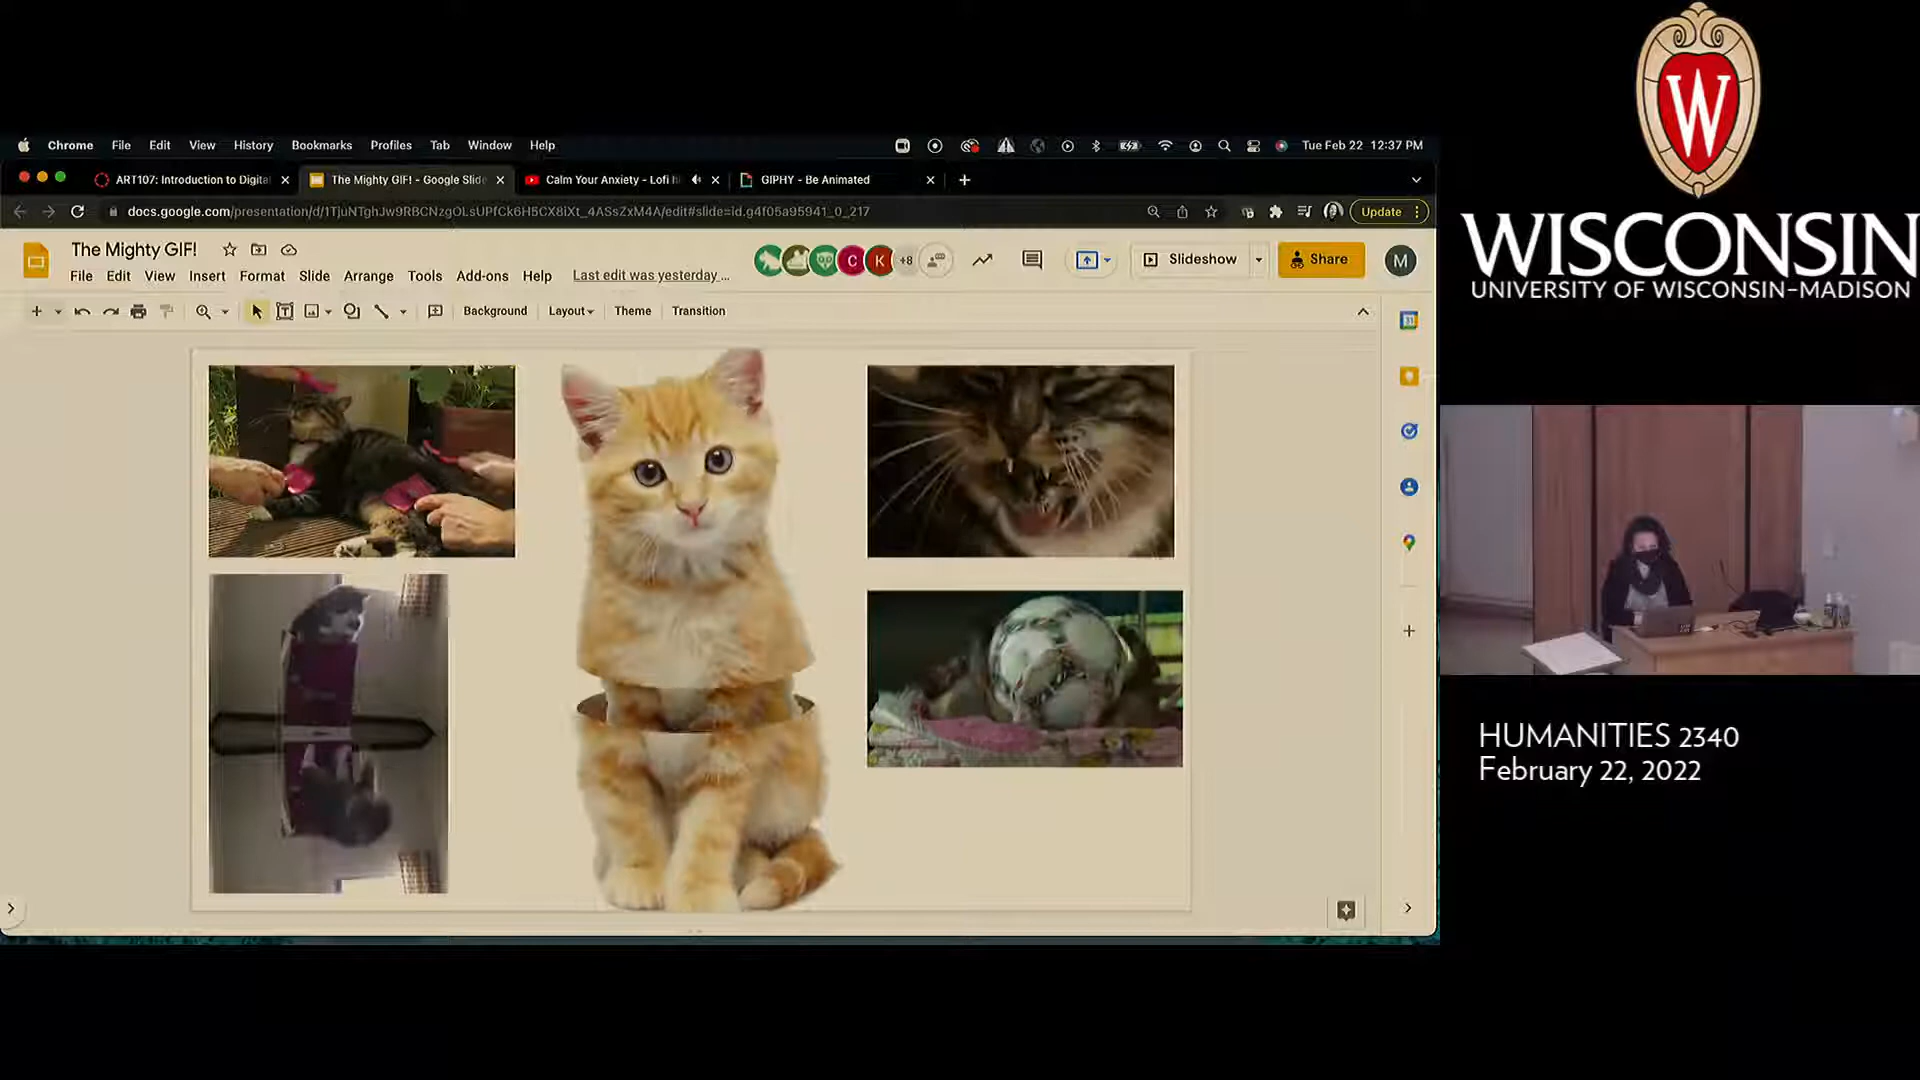 Chrome File Edit View History Bookmarks Profiles Tab Window Help Tue Feb 22 12:37 PM
ART107: Introduction to Digital The Mighty GIF! - Google Slide Calm Your Anxiety - Lofi hi GIPHY - Be Animated
docs.google.com/presentation/d/1TjuNTghJw9RBCNzgOLsUPfCk6H5CX8iXt_4ASsZxM4A/edit#slide=id.g4f05a95941_0_217 Update
The Mighty GIF!
C K +8 Slideshow Share M
File Edit View Insert Format Slide Arrange Tools Add-ons Help Last edit was yesterday ...
Background Layout Theme Transition
W
WISCONSIN
UNIVERSITY OF WISCONSIN–MADISON
HUMANITIES 2340
February 22, 2022